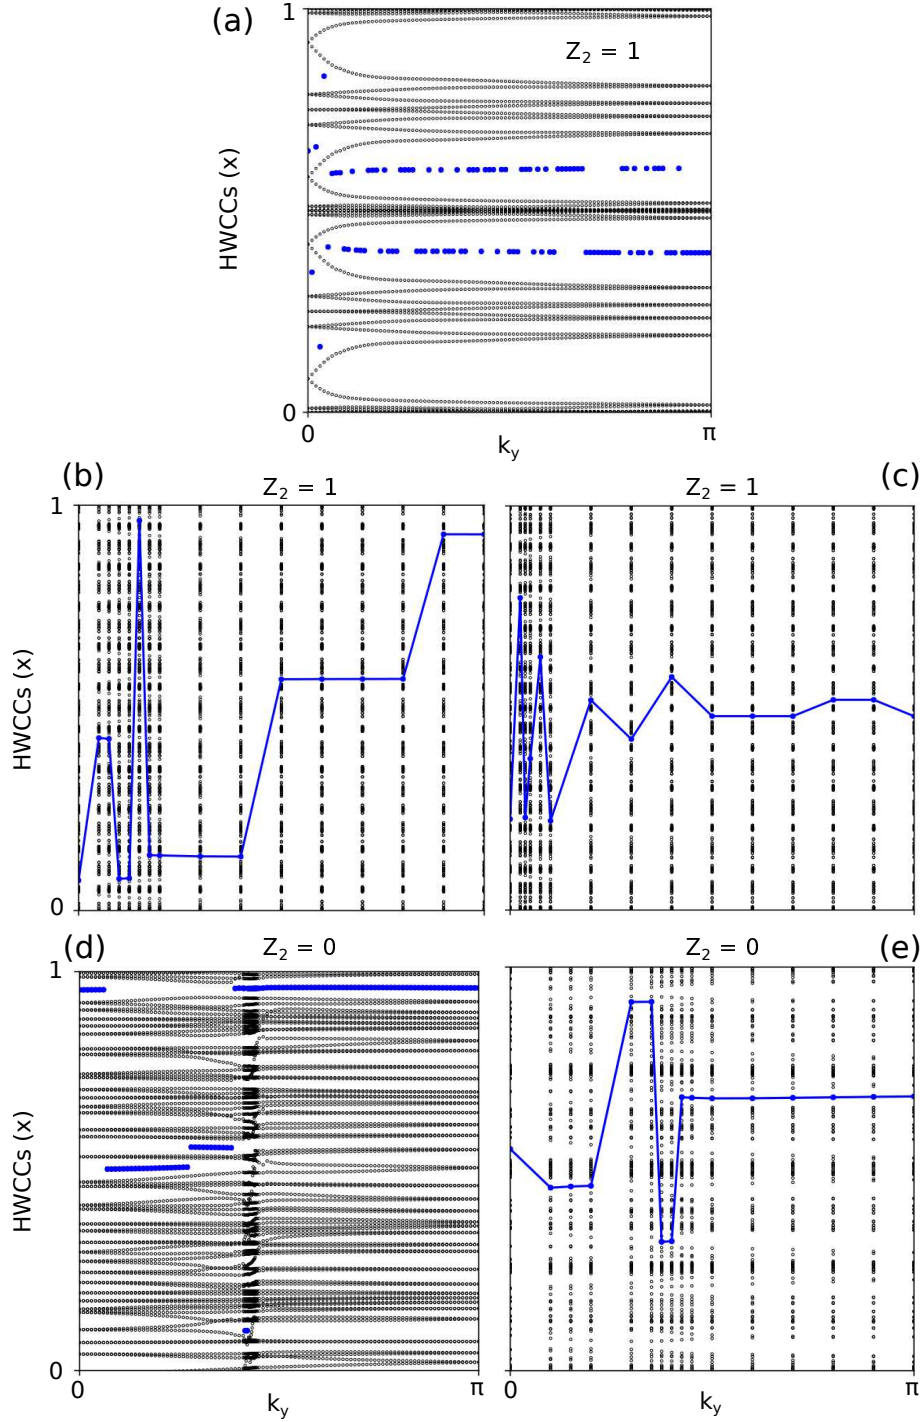 (a)
1
Z2 = 1
HWCCs (x)
0
0
ky
π
(b)
Z2 = 1
Z2 = 1
(c)
1
HWCCs (x)
0
(d)
Z2 = 0
Z2 = 0
(e)
1
HWCCs (x)
0
0
ky
π
0
ky
π